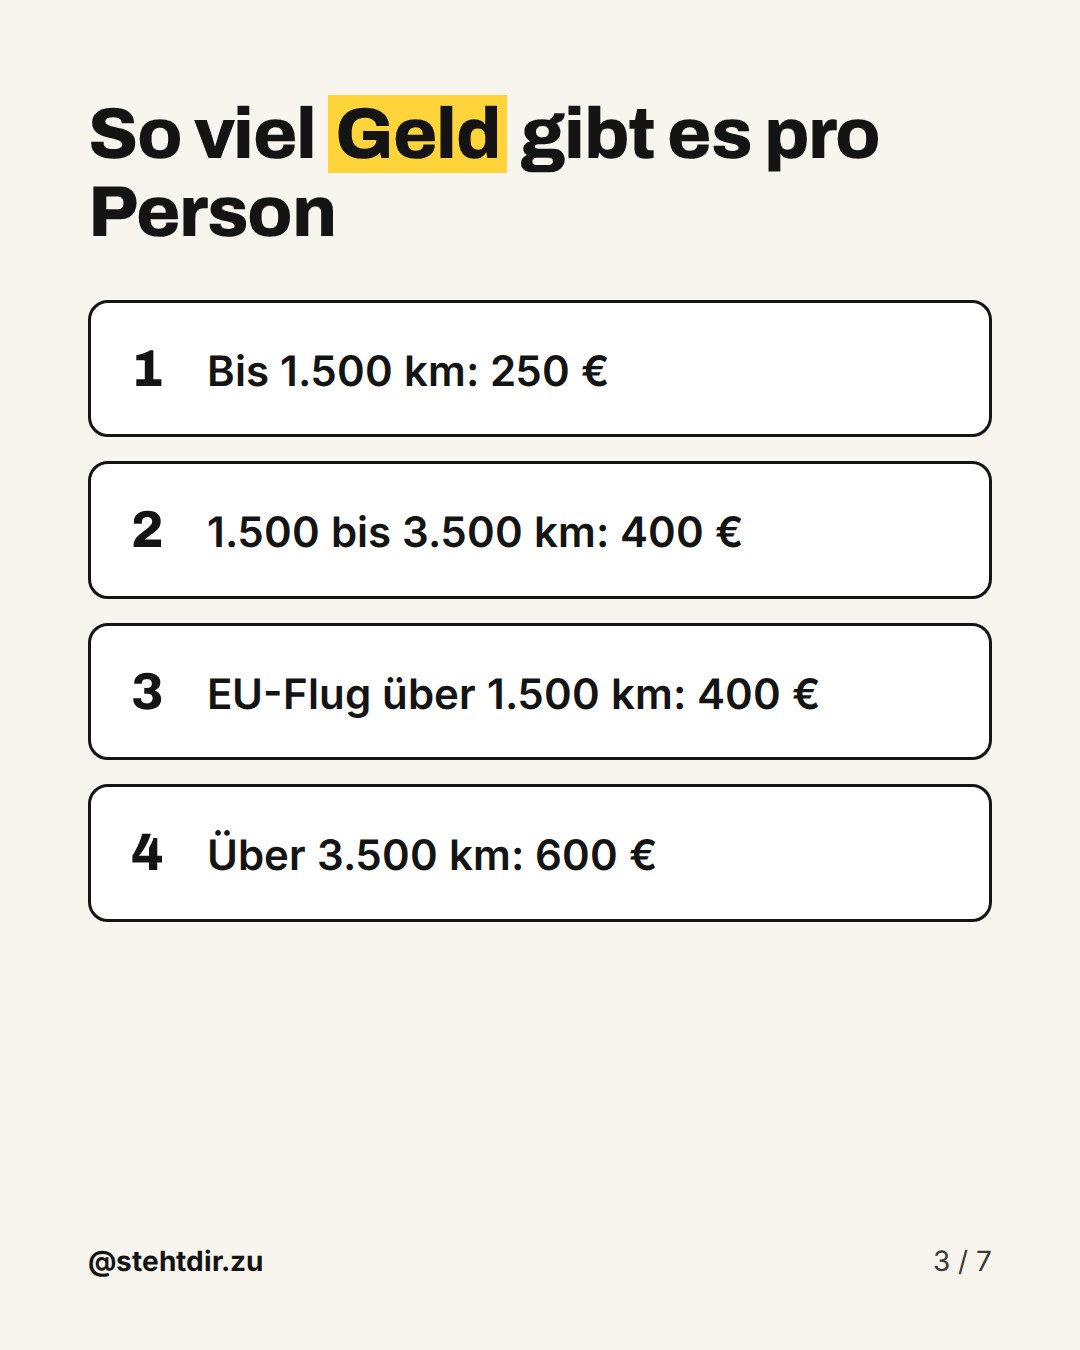 So viel Geld gibt es pro
Person
1 Bis 1.500 km: 250 €
2 1.500 bis 3.500 km: 400 €
3 EU-Flug über 1.500 km: 400 €
4 Über 3.500 km: 600 €
@stehtdir.zu 3 / 7